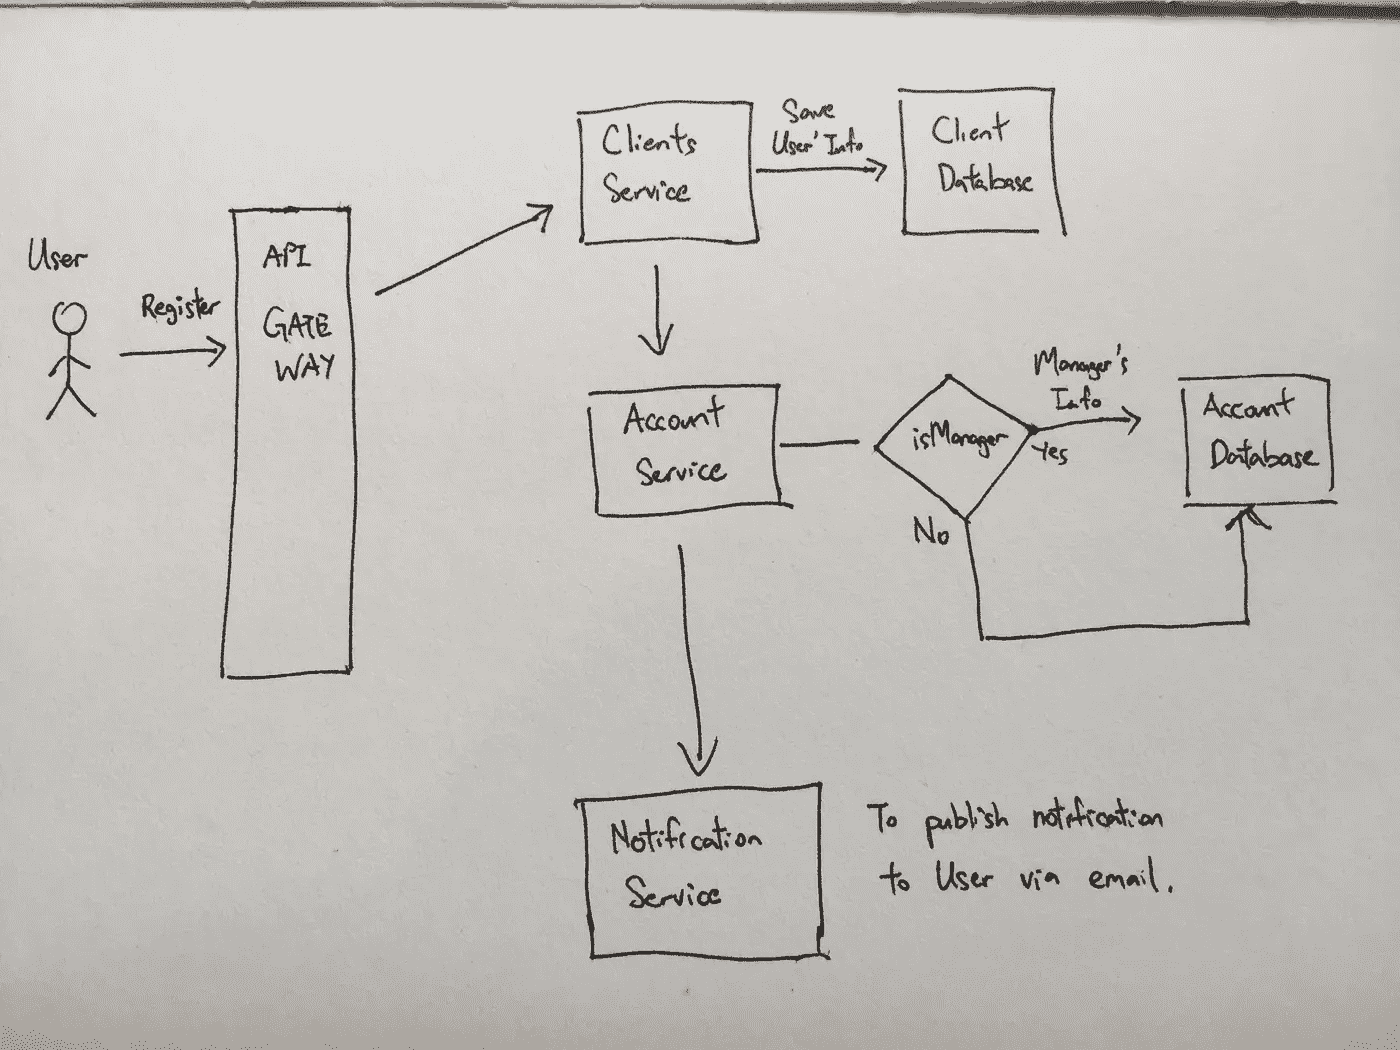 User
Register
API
GATE
WAY
Clients
Service
Save
User' Info
Client
Database
Account
Service
isManager
Manager's
Info
Yes
No
Account
Database
Notification
Service
To publish notification
to User via email.